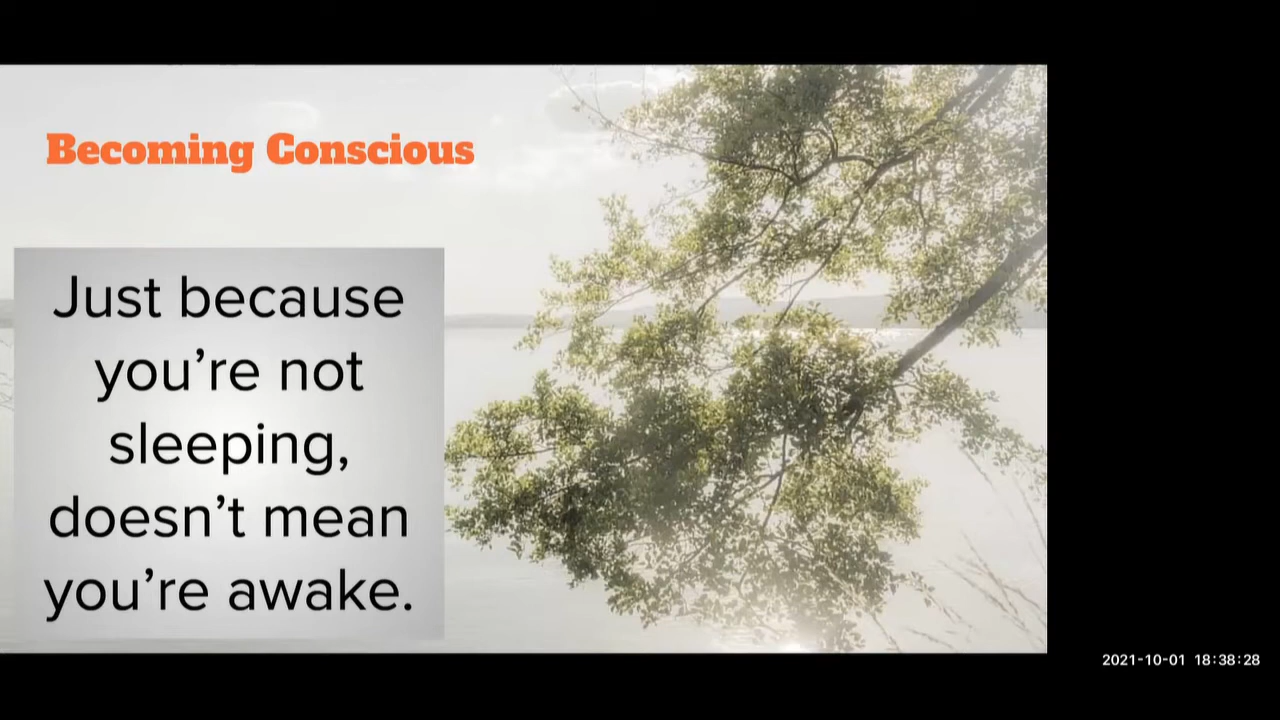 Becoming Conscious
Just because
you’re not
sleeping,
doesn’t mean
you’re awake.
2021-10-01 18:38:28